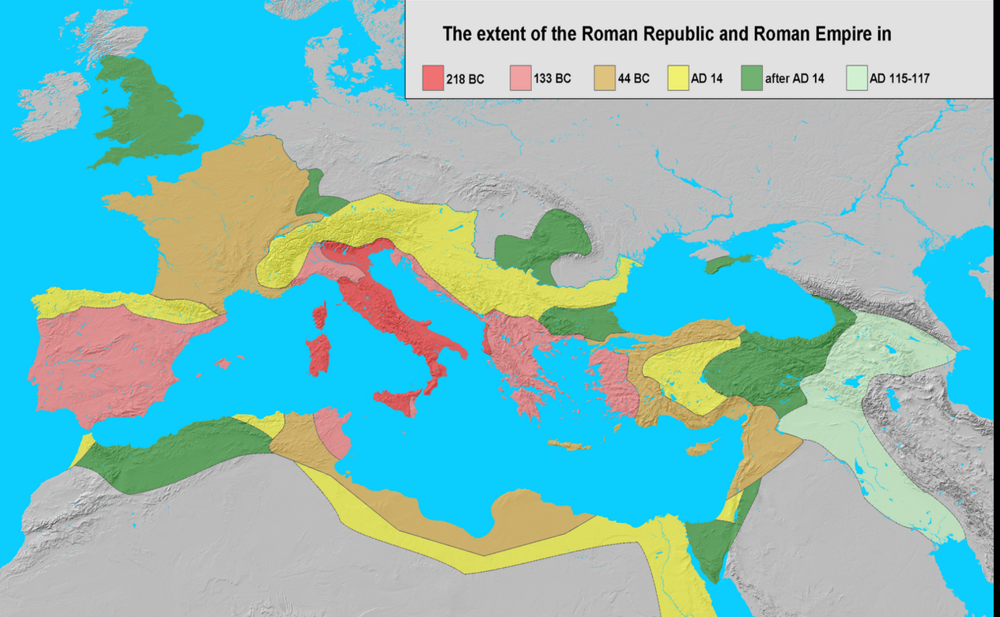 The extent of the Roman Republic and Roman Empire in
218 BC 133 BC 44 BC AD 14 after AD 14 AD 115-117